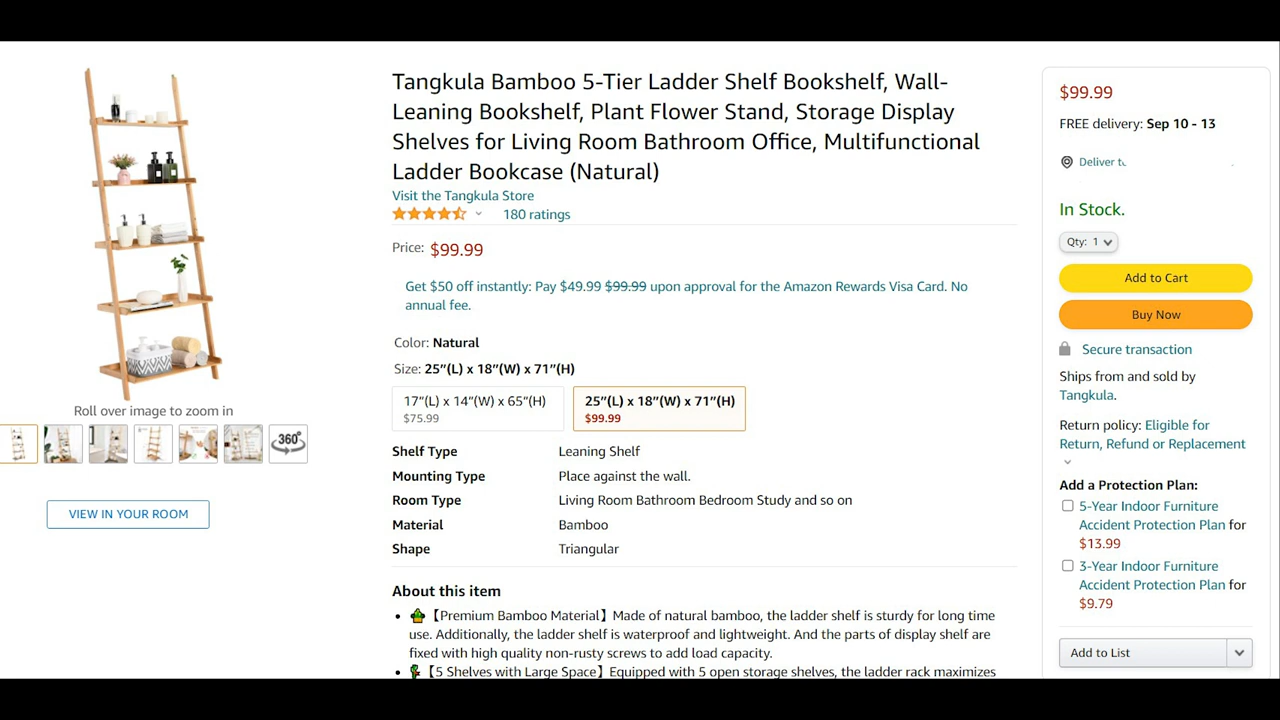 Tangkula Bamboo 5-Tier Ladder Shelf Bookshelf, Wall-
Leaning Bookshelf, Plant Flower Stand, Storage Display
Shelves for Living Room Bathroom Office, Multifunctional
Ladder Bookcase (Natural)
Visit the Tangkula Store
180 ratings
Price: $99.99
Get $50 off instantly: Pay $49.99 $99.99 upon approval for the Amazon Rewards Visa Card. No
annual fee.
Color: Natural
Size: 25”(L) x 18”(W) x 71”(H)
17”(L) x 14”(W) x 65”(H)
$75.99
25”(L) x 18”(W) x 71”(H)
$99.99
Shelf Type Leaning Shelf
Mounting Type Place against the wall.
Room Type Living Room Bathroom Bedroom Study and so on
Material Bamboo
Shape Triangular
About this item
• 【Premium Bamboo Material】Made of natural bamboo, the ladder shelf is sturdy for long time
use. Additionally, the ladder shelf is waterproof and lightweight. And the parts of display shelf are
fixed with high quality non-rusty screws to add load capacity.
• 【5 Shelves with Large Space】Equipped with 5 open storage shelves, the ladder rack maximizes
Roll over image to zoom in
360°
VIEW IN YOUR ROOM
$99.99
FREE delivery: Sep 10 - 13
Deliver
In Stock.
Qty: 1
Add to Cart
Buy Now
Secure transaction
Ships from and sold by
Tangkula.
Return policy: Eligible for
Return, Refund or Replacement
Add a Protection Plan:
5-Year Indoor Furniture
Accident Protection Plan for
$13.99
3-Year Indoor Furniture
Accident Protection Plan for
$9.79
Add to List